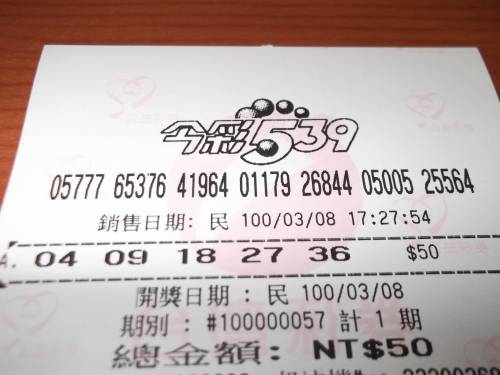 今彩539
05777 65376 41964 01179 26844 05005 25564
銷售日期: 民 100/03/08 17:27:54
A. 04 09 18 27 36 $50
開獎日期 : 民 100/03/08
期別 : #100000057 計 1 期
總金額: NT$50